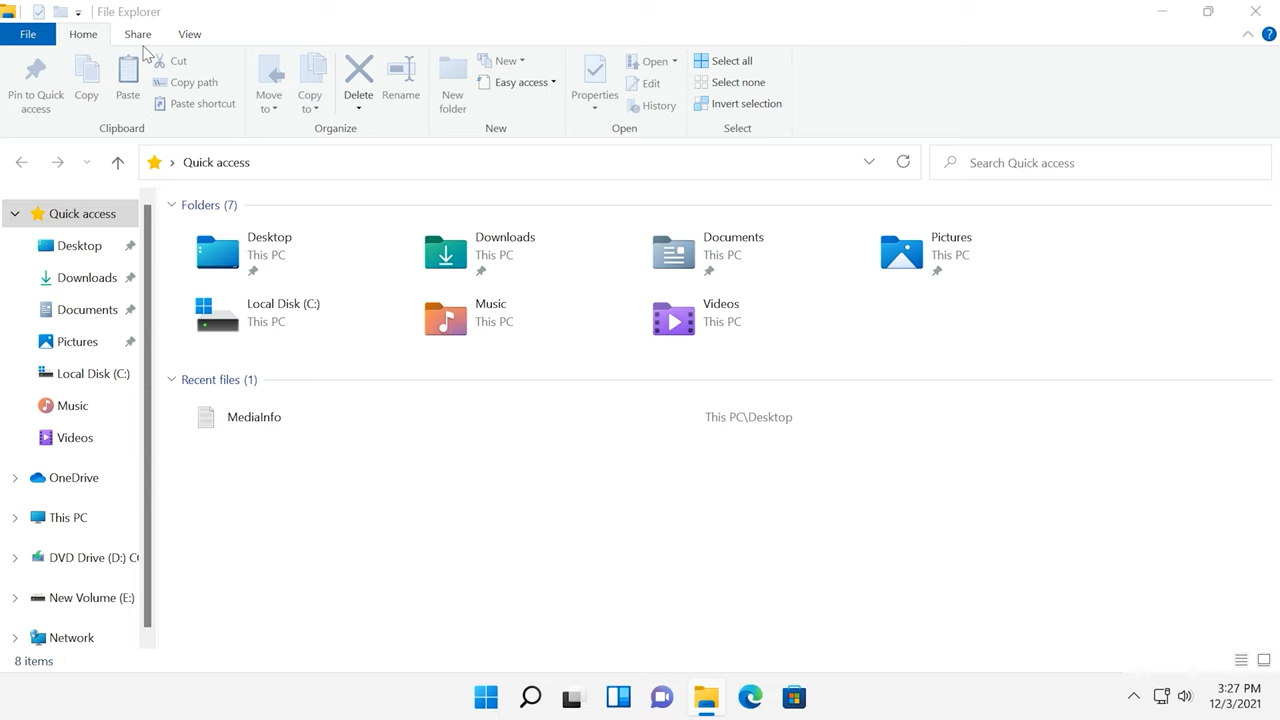 File Explorer
File Home Share View
Pin to Quick access
Copy
Paste
Cut
Copy path
Paste shortcut
Clipboard
Move to
Copy to
Delete
Rename
Organize
New folder
New
Easy access
New
Properties
Open
Edit
History
Open
Select all
Select none
Invert selection
Select
Quick access
Search Quick access
Quick access
Desktop
Downloads
Documents
Pictures
Local Disk (C:)
Music
Videos
OneDrive
This PC
DVD Drive (D:) C
New Volume (E:)
Network
Folders (7)
Desktop
This PC
Downloads
This PC
Documents
This PC
Pictures
This PC
Local Disk (C:)
This PC
Music
This PC
Videos
This PC
Recent files (1)
MediaInfo This PC\Desktop
8 items
3:27 PM
12/3/2021